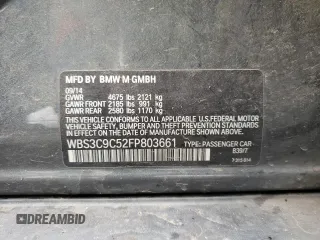 MFD BY BMW M·GMBH
09/14
GVWR 4675 lbs 2121 kg
GAWR FRONT 2185 lbs 991 kg
GAWR REAR 2580 lbs 1170 kg
THIS VEHICLE CONFORMS TO ALL APPLICABLE
U.S. FEDERAL MOTOR VEHICLE SAFETY, BUMPER,
AND THEFT PREVENTION STANDARDS IN EFFECT
ON THE DATE OF MANUFACTURE SHOWN ABOVE.
WBS3C9C52FP803661 TYPE: PASSENGER CAR
DREAMBID